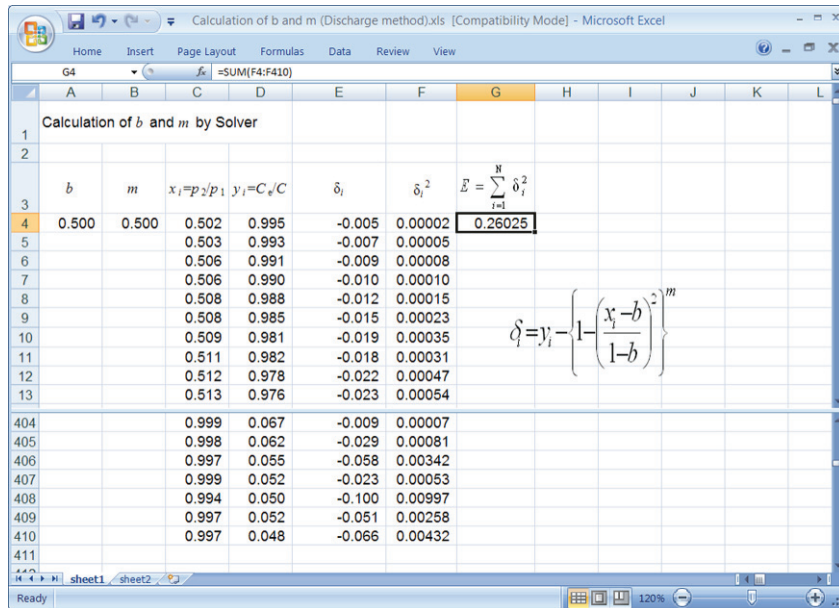 Calculation of b and m (Discharge method).xls [Compatibility Mode] - Microsoft Excel
Home Insert Page Layout Formulas Data Review View
G4 fx =SUM(F4:F410)
A B C D E F G H I J K L
1 Calculation of b and m by Solver
2
3 b m xᵢ=p₂/p₁ yᵢ=Cₑ/C δᵢ δᵢ² E = Σ_{i=1}^{N} δᵢ²
4 0.500 0.500 0.502 0.995 -0.005 0.00002 0.26025
5 0.503 0.993 -0.007 0.00005
6 0.506 0.991 -0.009 0.00008
7 0.506 0.990 -0.010 0.00010
8 0.508 0.988 -0.012 0.00015
9 0.508 0.985 -0.015 0.00023
10 0.509 0.981 -0.019 0.00035
11 0.511 0.982 -0.018 0.00031
12 0.512 0.978 -0.022 0.00047
13 0.513 0.976 -0.023 0.00054
δᵢ=yᵢ-{1-((xᵢ-b)/(1-b))²}ᵐ
404 0.999 0.067 -0.009 0.00007
405 0.998 0.062 -0.029 0.00081
406 0.997 0.055 -0.058 0.00342
407 0.999 0.052 -0.023 0.00053
408 0.994 0.050 -0.100 0.00997
409 0.997 0.052 -0.051 0.00258
410 0.997 0.048 -0.066 0.00432
411
sheet1 sheet2
Ready 120%